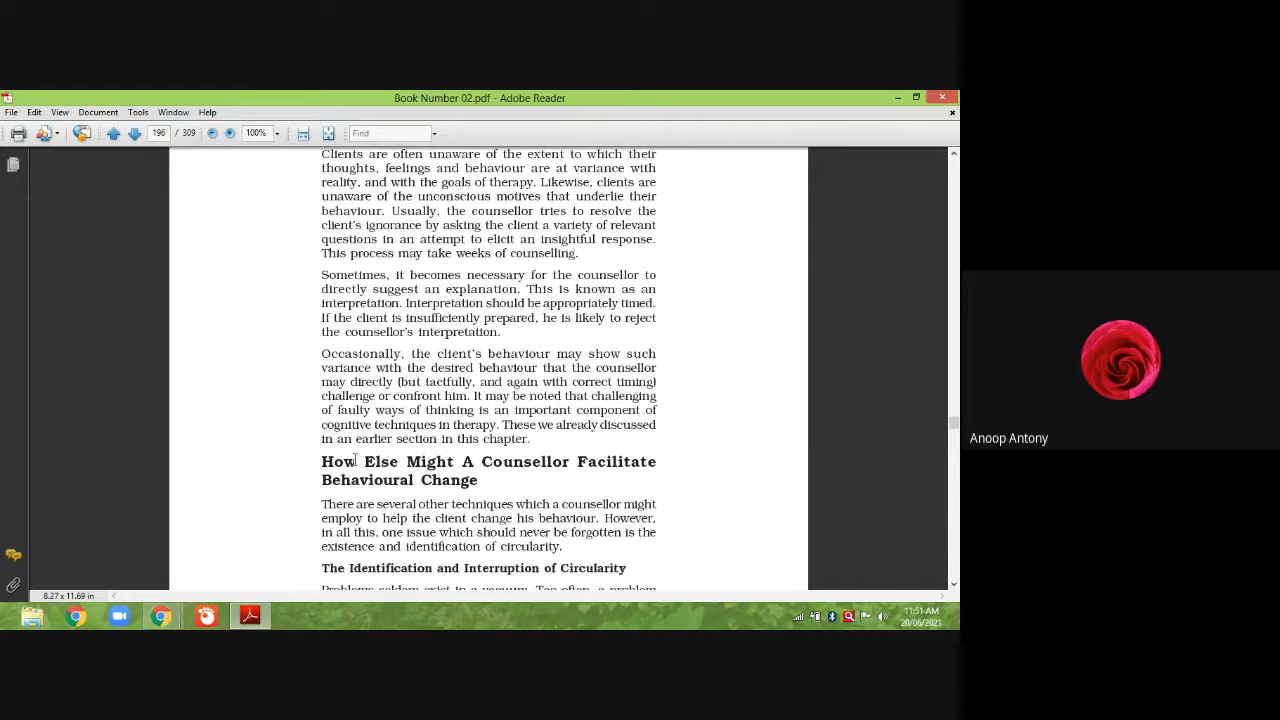 Book Number 02.pdf - Adobe Reader
File Edit View Document Tools Window Help
196 / 309 100% Find
Clients are often unaware of the extent to which their
thoughts, feelings and behaviour are at variance with
reality, and with the goals of therapy. Likewise, clients are
unaware of the unconscious motives that underlie their
behaviour. Usually, the counsellor tries to resolve the
client's ignorance by asking the client a variety of relevant
questions in an attempt to elicit an insightful response.
This process may take weeks of counselling.
Sometimes, it becomes necessary for the counsellor to
directly suggest an explanation. This is known as an
interpretation. Interpretation should be appropriately timed.
If the client is insufficiently prepared, he is likely to reject
the counsellor's interpretation.
Occasionally, the client's behaviour may show such
variance with the desired behaviour that the counsellor
may directly (but tactfully, and again with correct timing)
challenge or confront him. It may be noted that challenging
of faulty ways of thinking is an important component of
cognitive techniques in therapy. These we already discussed
in an earlier section in this chapter.
How Else Might A Counsellor Facilitate
Behavioural Change
There are several other techniques which a counsellor might
employ to help the client change his behaviour. However,
in all this, one issue which should never be forgotten is the
existence and identification of circularity.
The Identification and Interruption of Circularity
Problems seldom exist in a vacuum. Too often, a problem
8.27 x 11.69 in
11:51 AM
20/06/2021
Anoop Antony